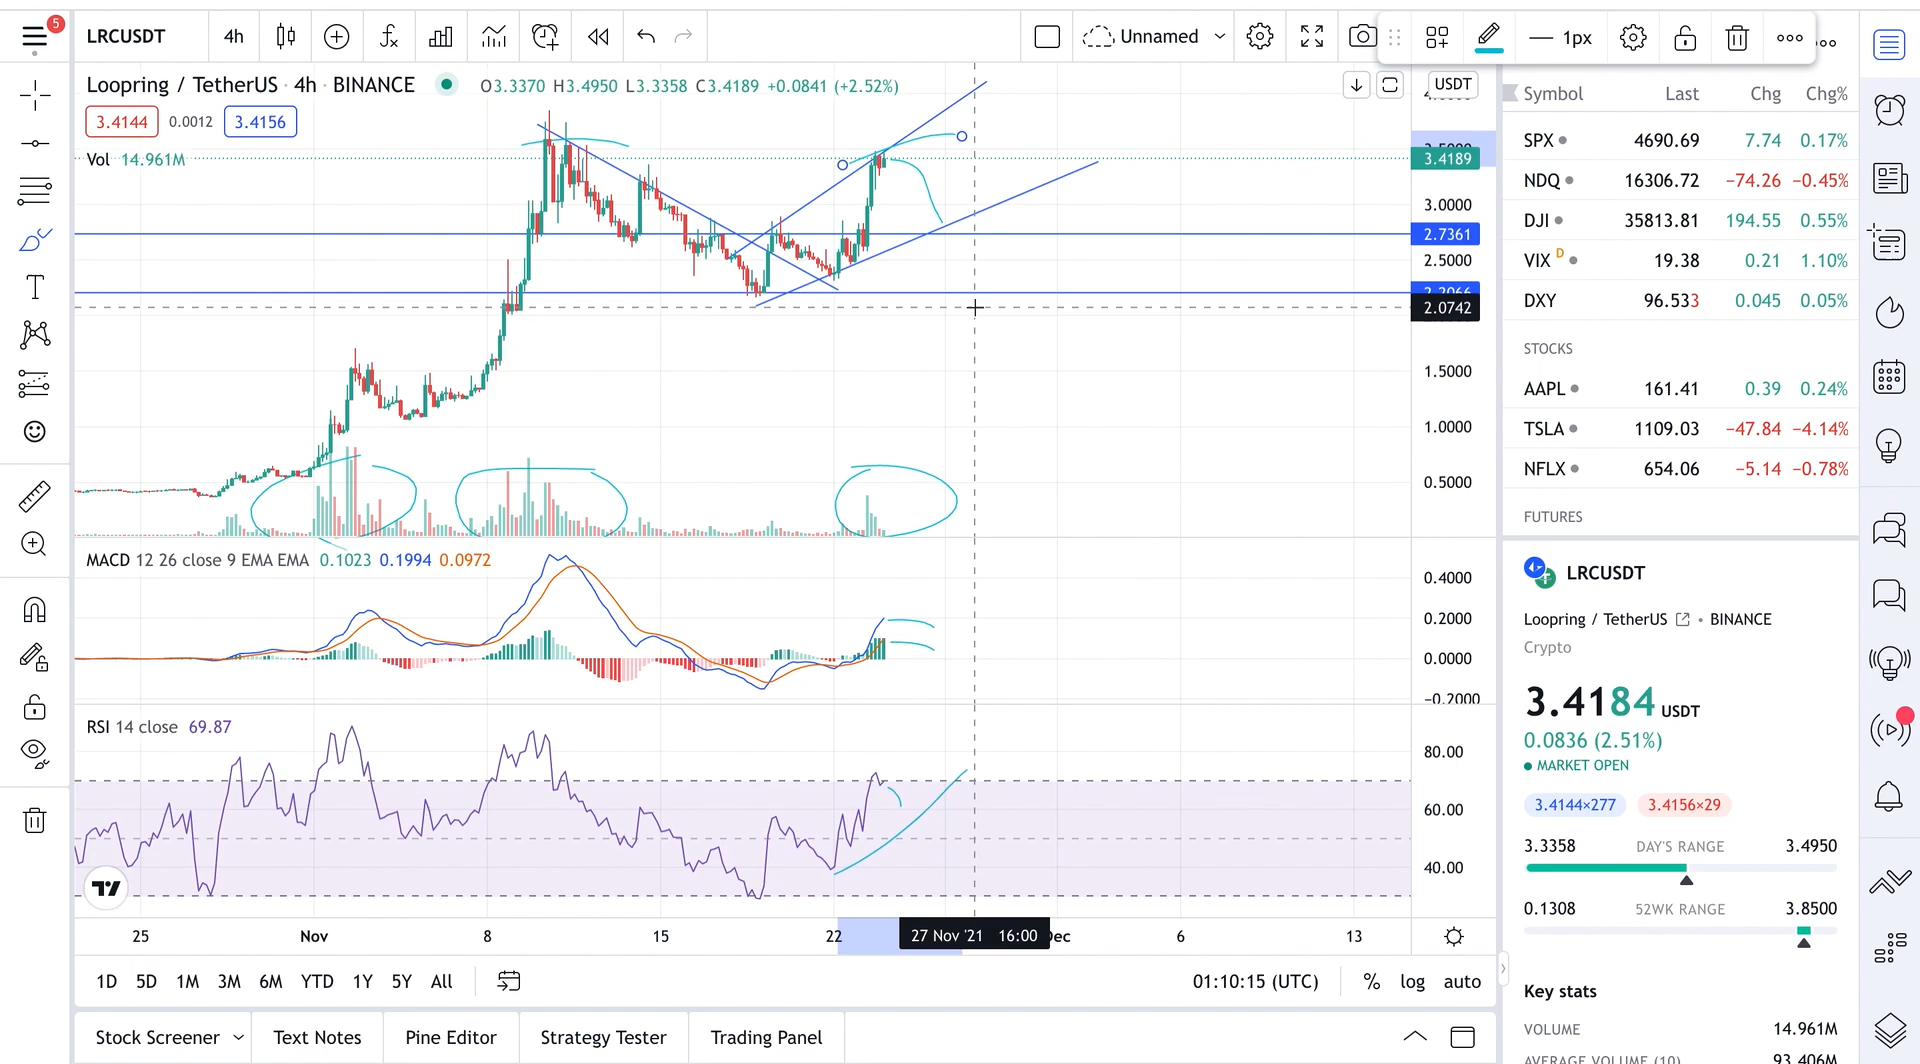 5
LRCUSDT
4h
Unnamed
1px
Loopring / TetherUS · 4h · BINANCE
O3.3370 H3.4950 L3.3358 C3.4189 +0.0841 (+2.52%)
USDT
3.4144
0.0012
3.4156
Vol 14.961M
3.4189
3.0000
2.7361
2.5000
2.2066
2.0742
1.5000
1.0000
0.5000
MACD 12 26 close 9 EMA EMA 0.1023 0.1994 0.0972
0.4000
0.2000
0.0000
−0.2000
RSI 14 close 69.87
80.00
60.00
40.00
25 Nov 8 15 22 27 Nov '21 16:00 Dec 6 13
1D 5D 1M 3M 6M YTD 1Y 5Y All
01:10:15 (UTC)
% log auto
Stock Screener
Text Notes
Pine Editor
Strategy Tester
Trading Panel
Symbol Last Chg Chg%
SPX 4690.69 7.74 0.17%
NDQ 16306.72 −74.26 −0.45%
DJI 35813.81 194.55 0.55%
VIX D 19.38 0.21 1.10%
DXY 96.533 0.045 0.05%
STOCKS
AAPL 161.41 0.39 0.24%
TSLA 1109.03 −47.84 −4.14%
NFLX 654.06 −5.14 −0.78%
FUTURES
LRCUSDT
Loopring / TetherUS • BINANCE
Crypto
3.4184 USDT
0.0836 (2.51%)
MARKET OPEN
3.4144×277
3.4156×29
3.3358 DAY'S RANGE 3.4950
0.1308 52WK RANGE 3.8500
Key stats
VOLUME 14.961M
AVERAGE VOLUME (10) 93.406M